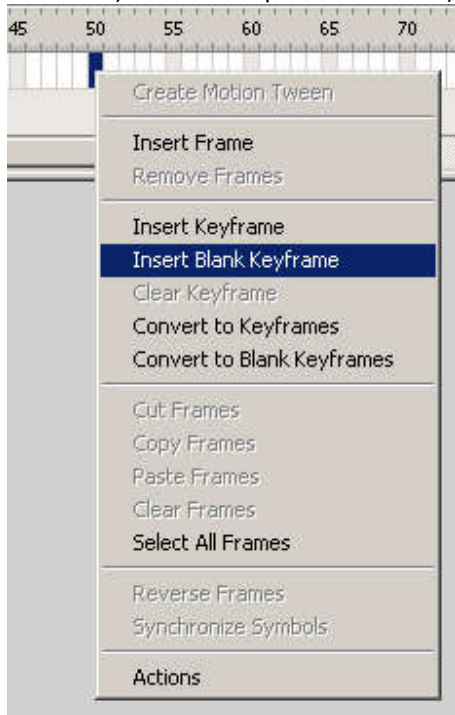 45 50 55 60 65 70
Create Motion Tween
Insert Frame
Remove Frames
Insert Keyframe
Insert Blank Keyframe
Clear Keyframe
Convert to Keyframes
Convert to Blank Keyframes
Cut Frames
Copy Frames
Paste Frames
Clear Frames
Select All Frames
Reverse Frames
Synchronize Symbols
Actions